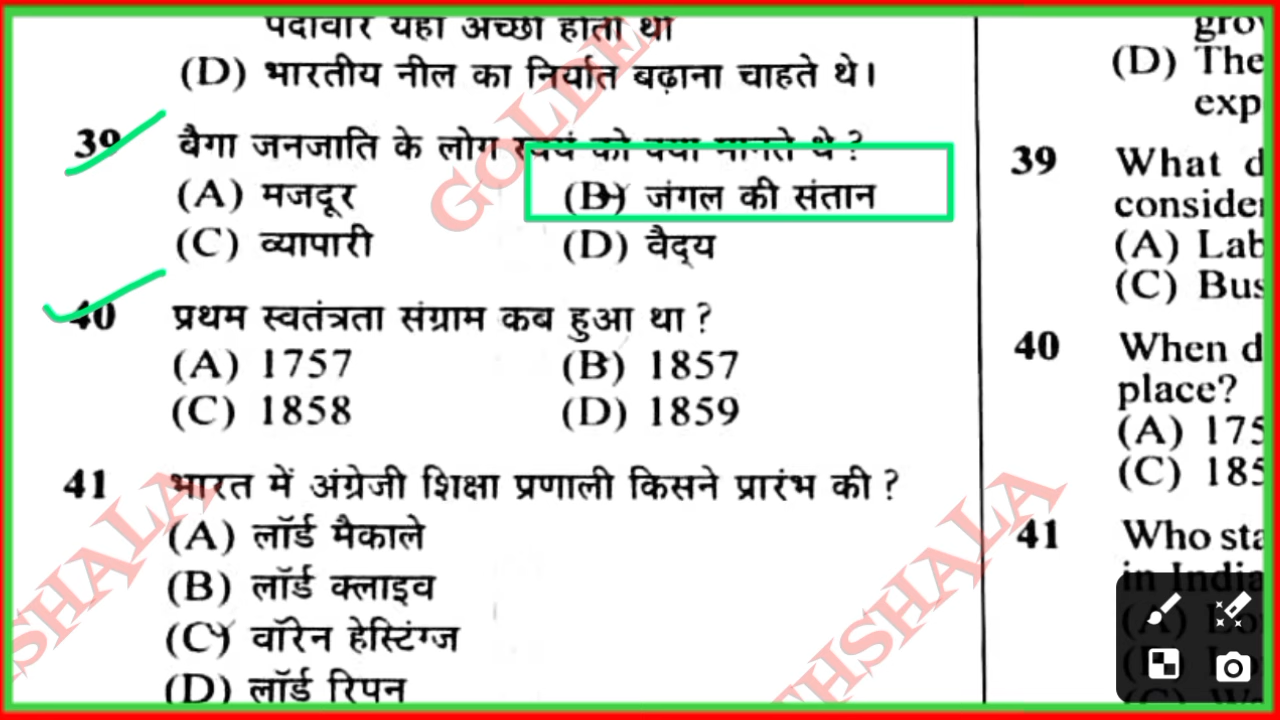 पैदावार यहाँ अच्छी होती थी
(D) भारतीय नील का निर्यात बढ़ाना चाहते थे।
39 बैगा जनजाति के लोग स्वयं को क्या मानते थे ?
(A) मजदूर (B) जंगल की संतान
(C) व्यापारी (D) वैद्य
40 प्रथम स्वतंत्रता संग्राम कब हुआ था ?
(A) 1757 (B) 1857
(C) 1858 (D) 1859
41 भारत में अंग्रेजी शिक्षा प्रणाली किसने प्रारंभ की ?
(A) लॉर्ड मैकाले
(B) लॉर्ड क्लाइव
(C) वॉरेन हेस्टिंग्ज
(D) लॉर्ड रिपन
(D) The
exp
39 What d
consider
(A) Lab
(C) Bus
40 When d
place?
(A) 175
(C) 185
41 Who sta
in India
GOLDE
SHALA
THSHALA